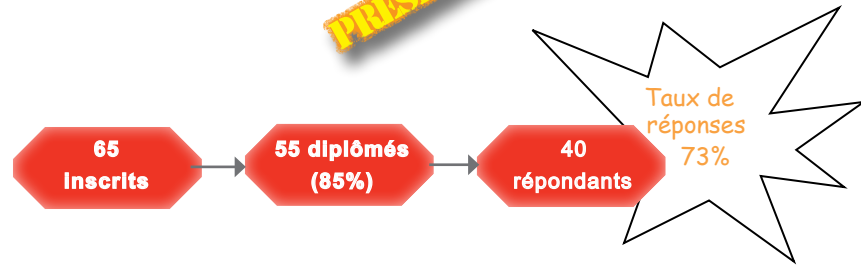 65
inscrits
55 diplômés
(85%)
40
répondants
Taux de
réponses
73%